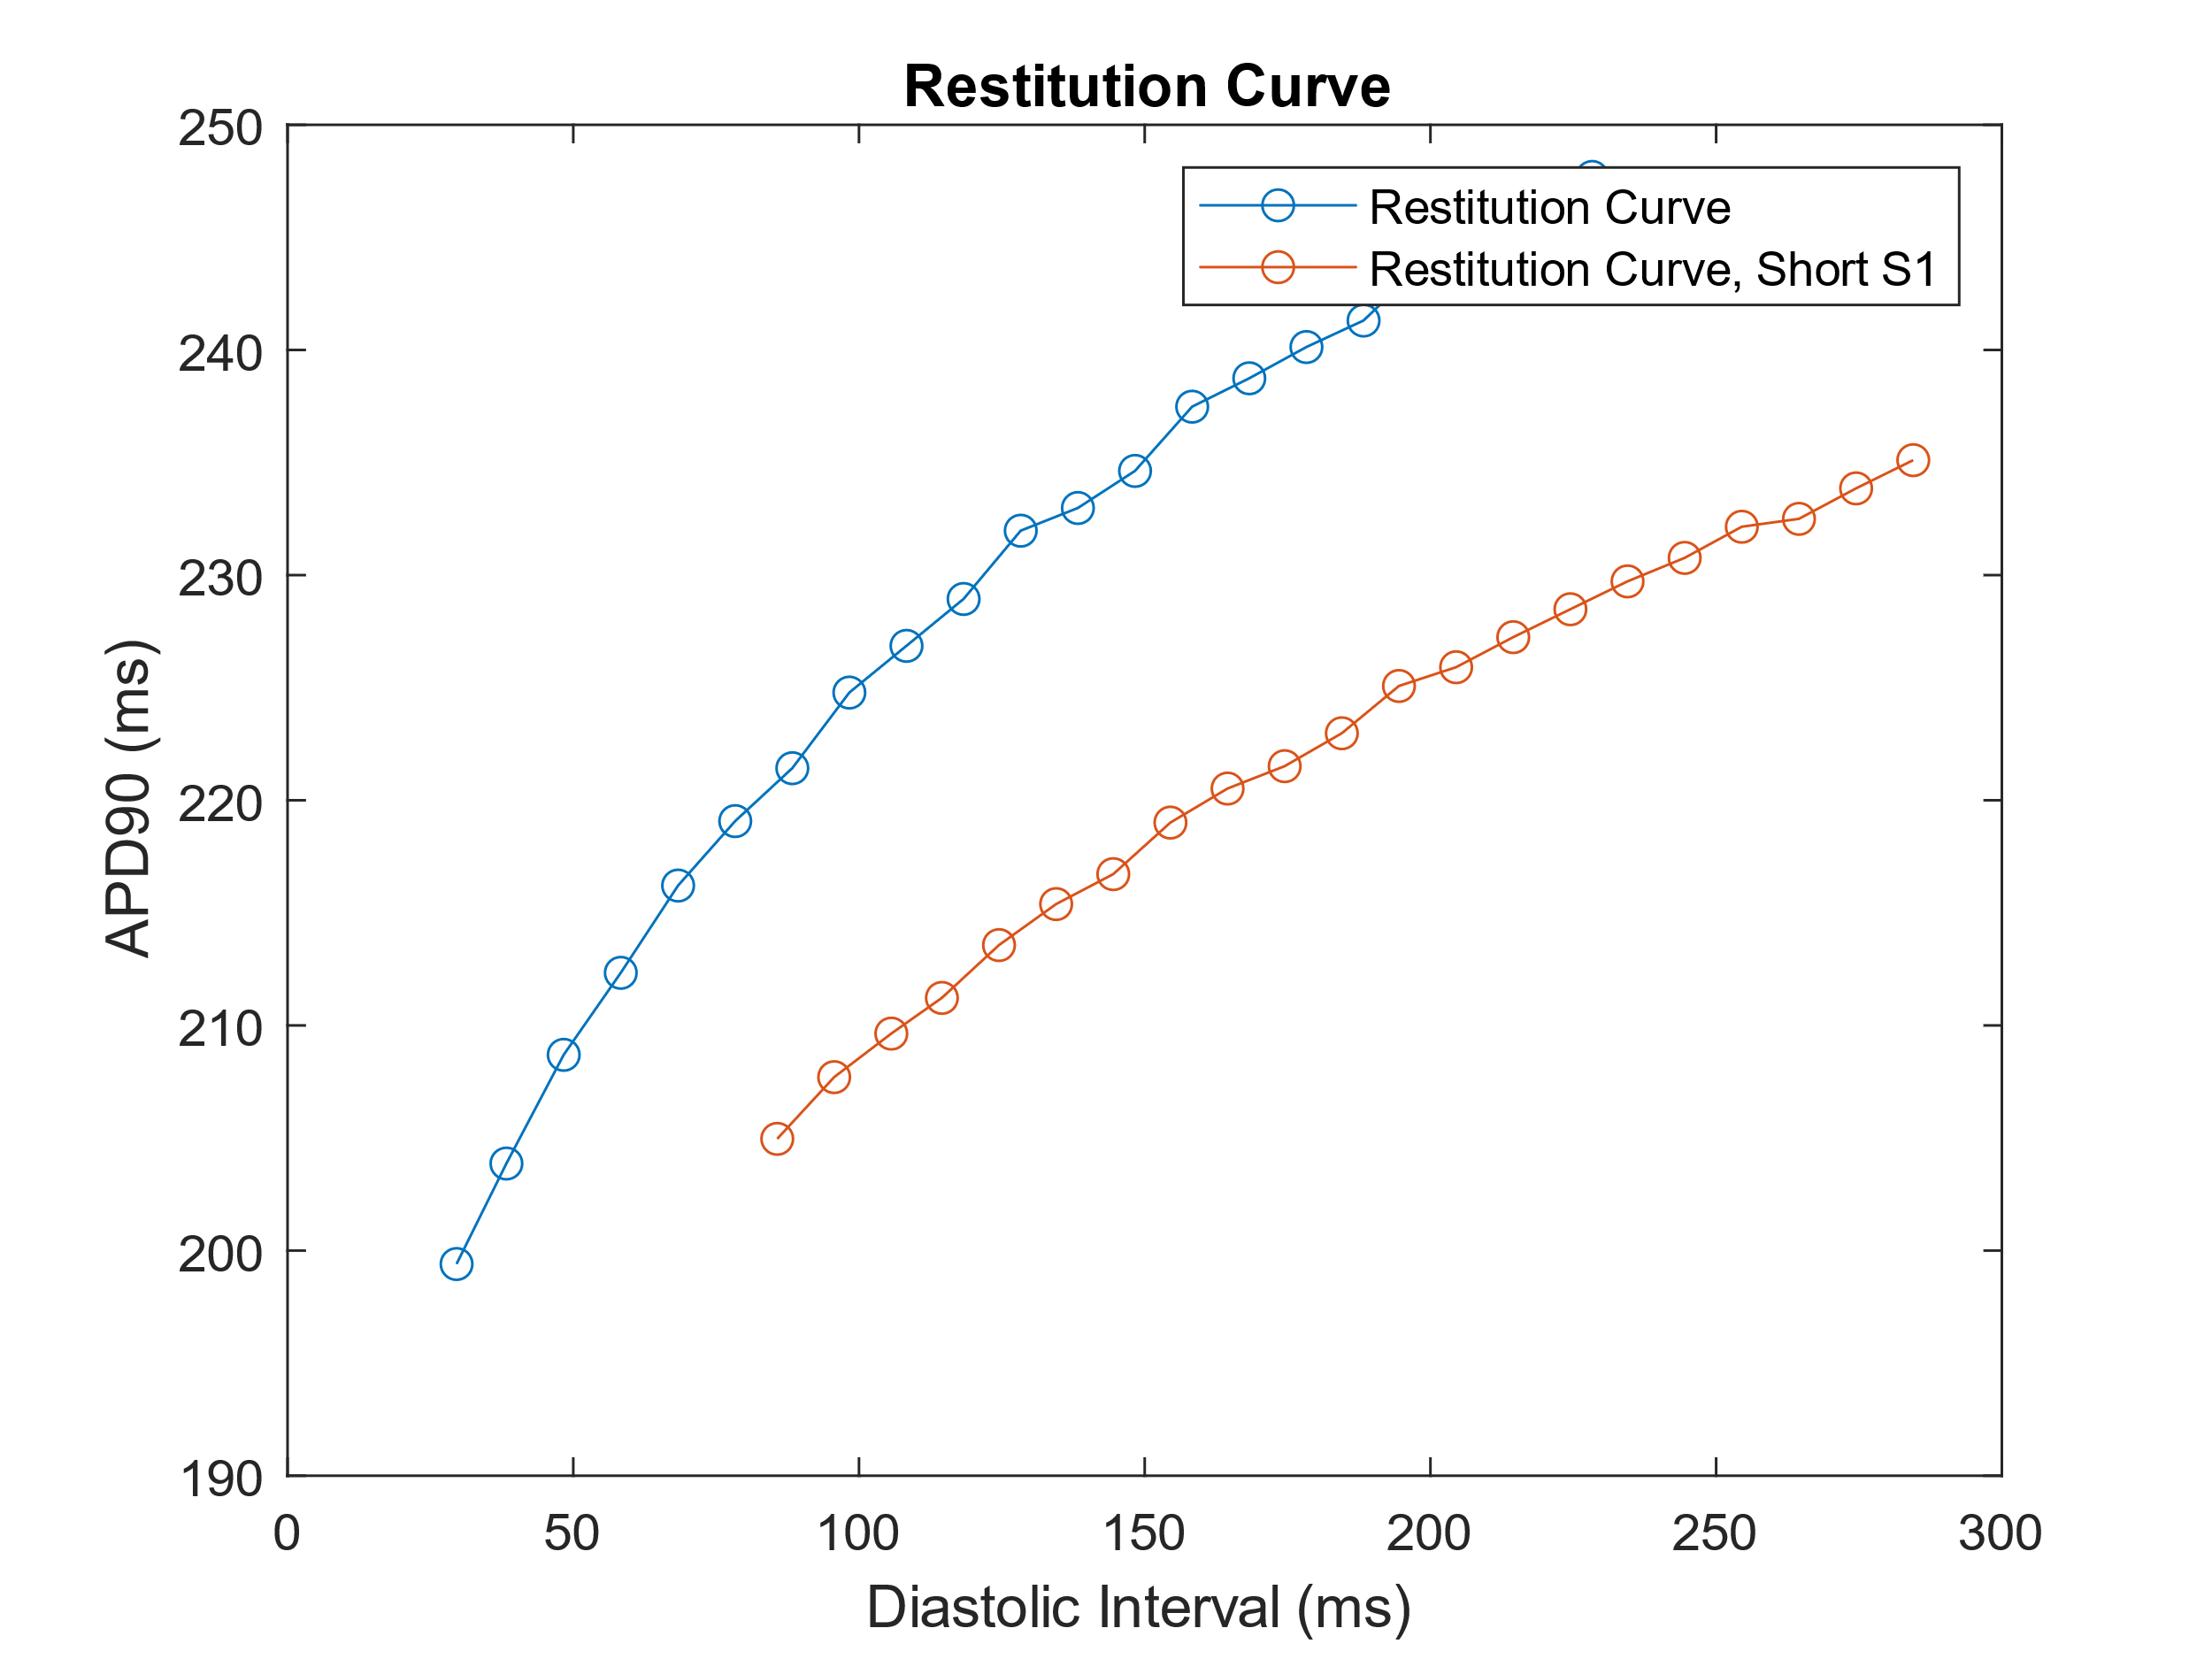 Restitution Curve
250
240
230
220
210
200
190
APD90 (ms)
Restitution Curve
Restitution Curve, Short S1
0 50 100 150 200 250 300
Diastolic Interval (ms)